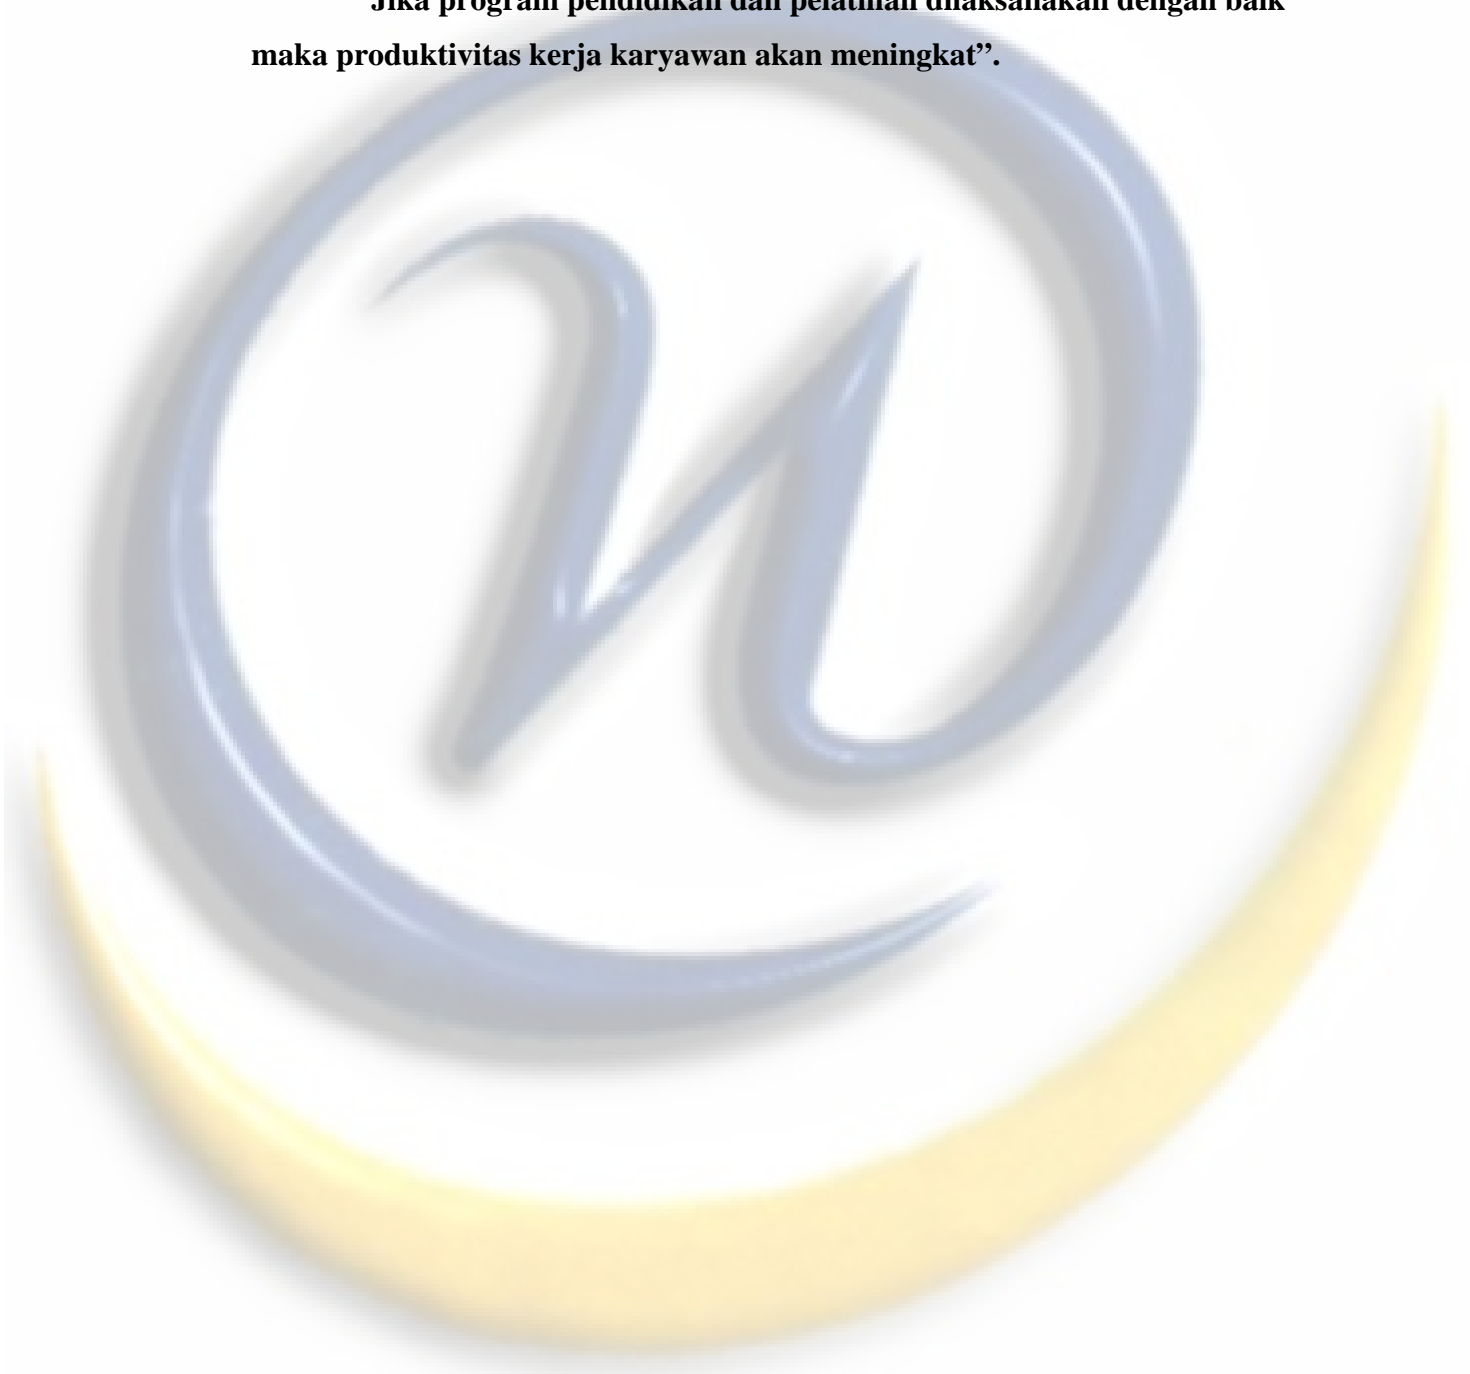 Jika program pendidikan dan pelatihan dilaksanakan dengan baik
maka produktivitas kerja karyawan akan meningkat”.